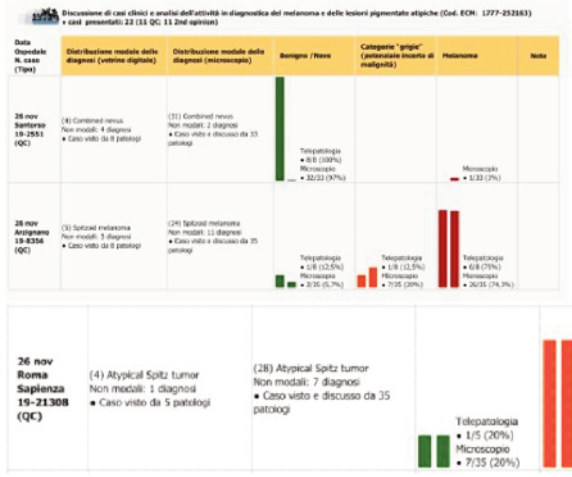 Discussione di casi clinici e analisi dell'attività in diagnostica del melanoma e delle lesioni pigmentate atipiche (Cod. ECM: 1777-252163)
• casi presentati: 22 (11 QC; 11 2nd opinion)
Data
Ospedale
N. caso
(Tipo)
Distribuzione modale delle
diagnosi (vetrino digitale)
Distribuzione modale delle
diagnosi (microscopio)
Benigno /Nevo
Categorie "grigie"
(potenziale incerto di
malignità)
Melanoma
Note
26 nov
Santorso
19-2551
(QC)
(4) Combined nevus
Non modali: 4 diagnosi
• Caso visto da 8 patologi
(31) Combined nevus
Non modali: 2 diagnosi
• Caso visto e discusso da 33
patologi
Telepatologia
• 8/8 (100%)
Microscopio
• 32/33 (97%)
Microscopio
• 1/33 (3%)
26 nov
Arzignano
19-8356
(QC)
(5) Spitzoid melanoma
Non modali: 3 diagnosi
• Caso visto da 8 patologi
(24) Spitzoid melanoma
Non modali: 11 diagnosi
• Caso visto e discusso da 35
patologi
Telepatologia
• 1/8 (12,5%)
Microscopio
• 2/35 (5,7%)
Telepatologia
• 1/8 (12,5%)
Microscopio
• 7/35 (20%)
Telepatologia
• 6/8 (75%)
Microscopio
• 26/35 (74,3%)
26 nov
Roma
Sapienza
19-21308
(QC)
(4) Atypical Spitz tumor
Non modali: 1 diagnosi
• Caso visto da 5 patologi
(28) Atypical Spitz tumor
Non modali: 7 diagnosi
• Caso visto e discusso da 35
patologi
Telepatologia
• 1/5 (20%)
Microscopio
• 7/35 (20%)